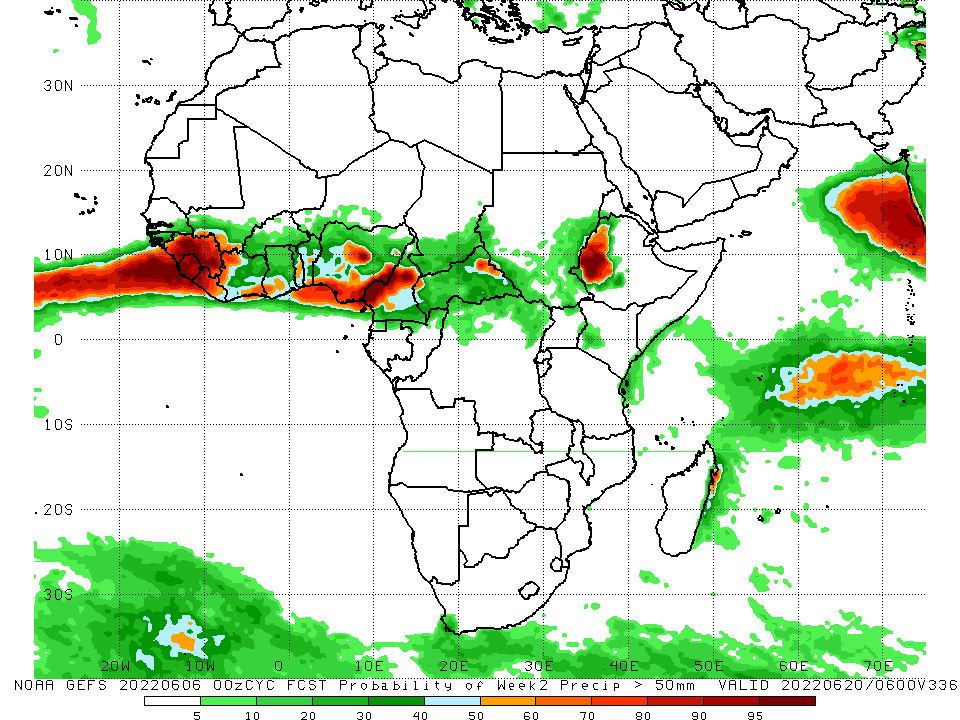 30N
20N
10N
0
10S
20S
30S
20W 10W 0 10E 20E 30E 40E 50E 60E 70E
NOAA GEFS 20220606 00zCYC FCST Probability of Week2 Precip > 50mm VALID 20220620/0600V336
5 10 20 30 40 50 60 70 80 90 95